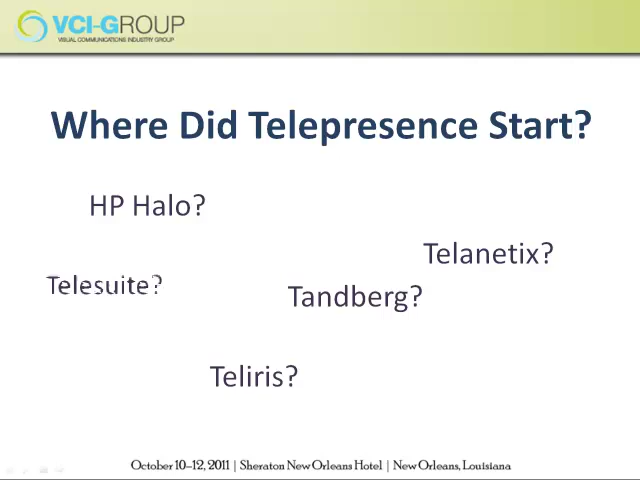 VCI-GROUP
VISUAL COMMUNICATIONS INDUSTRY GROUP
Where Did Telepresence Start?
HP Halo?
Telanetix?
Telesuite?
Tandberg?
Teliris?
October 10-12, 2011 | Sheraton New Orleans Hotel | New Orleans, Louisiana